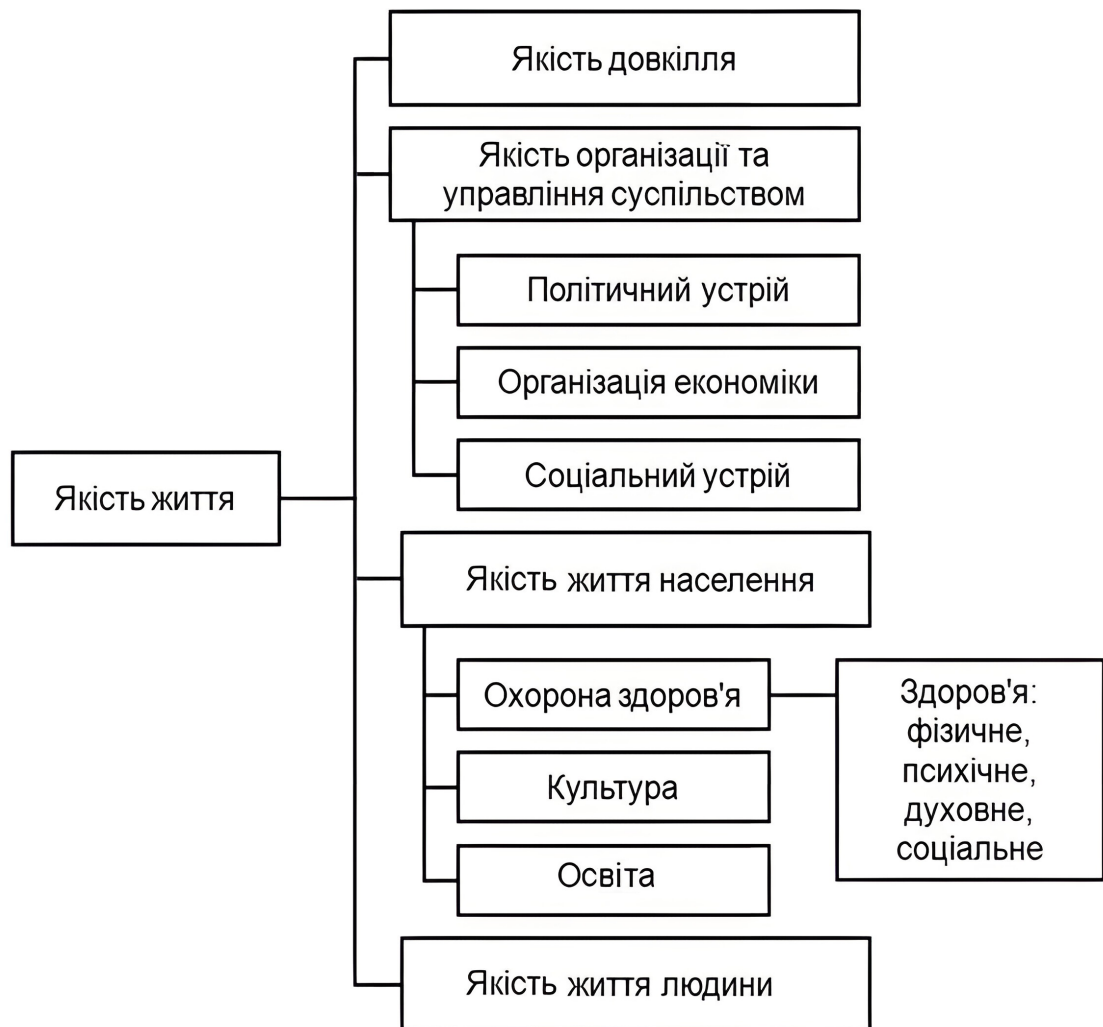 Якість довкілля
Якість організації та
управління суспільством
Політичний устрій
Організація економіки
Соціальний устрій
Якість життя
Якість життя населення
Охорона здоров'я
Здоров'я:
фізичне,
психічне,
духовне,
соціальне
Культура
Освіта
Якість життя людини